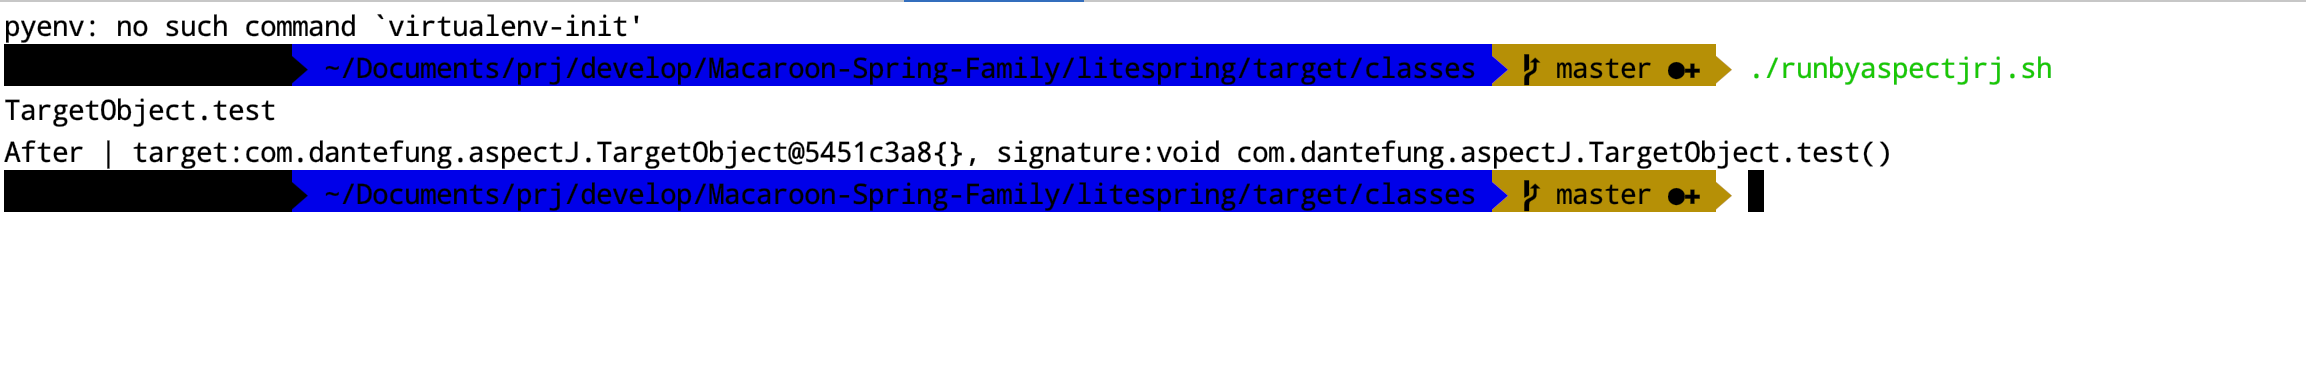 pyenv: no such command `virtualenv-init'
~/Documents/prj/develop/Macaroon-Spring-Family/litespring/target/classes master ●+ ./runbyaspectjrj.sh
TargetObject.test
After | target:com.dantefung.aspectJ.TargetObject@5451c3a8{}, signature:void com.dantefung.aspectJ.TargetObject.test()
~/Documents/prj/develop/Macaroon-Spring-Family/litespring/target/classes master ●+